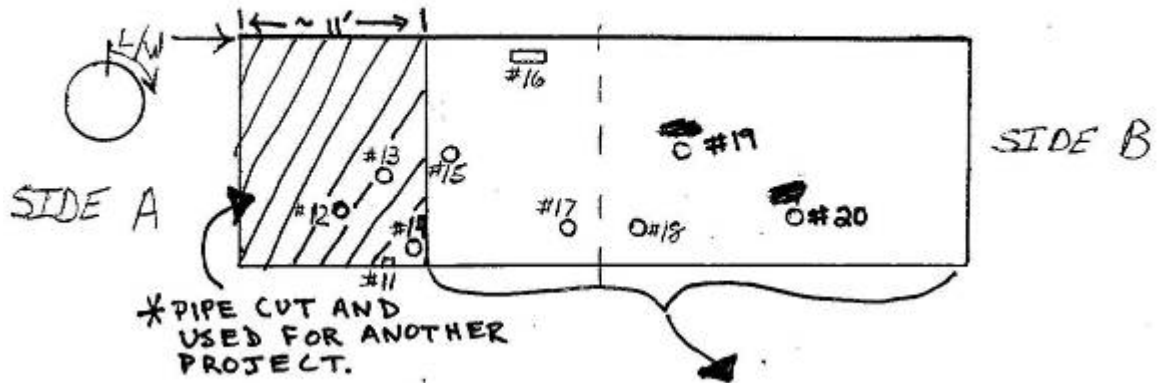 ~ 11'
L/W
#16
SIDE A
SIDE B
#13
#15
#19
#12
#14
#17
#18
#20
#11
* PIPE CUT AND
USED FOR ANOTHER
PROJECT.